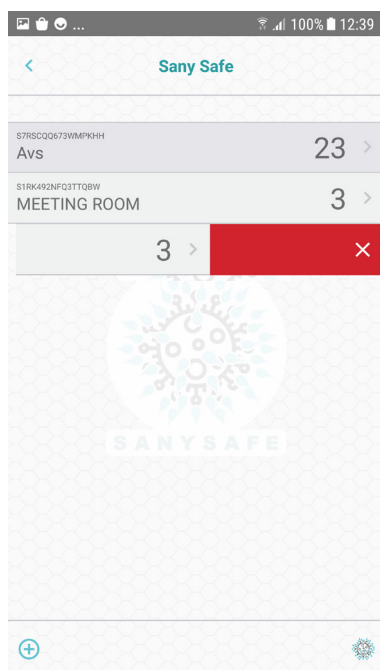 ... 100% 12:39
Sany Safe
S7RSCQQ673WMPKHH
Avs 23
S1RK492NFQ3TTQBW
MEETING ROOM 3
3
SANYSAFE